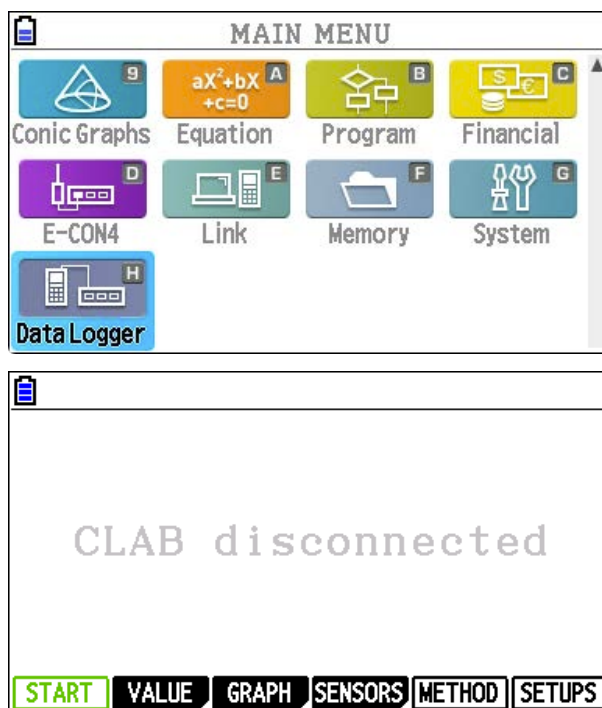 MAIN MENU
9
aX²+bX
+c=0
A
B
$
€
C
Conic Graphs
Equation
Program
Financial
D
E
F
G
E-CON4
Link
Memory
System
H
Data Logger
CLAB disconnected
START VALUE GRAPH SENSORS METHOD SETUPS